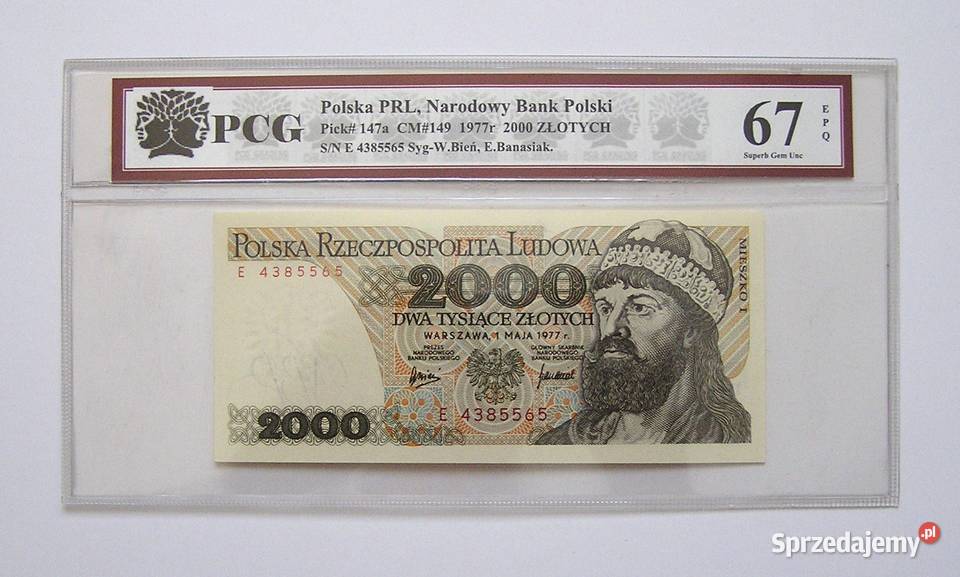 PCG
Polska PRL, Narodowy Bank Polski
Pick# 147a CM#149 1977r 2000 ZŁOTYCH
S/N E 4385565 Syg-W.Bień, E.Banasiak.
67
EPQ
Superb Gem Unc
POLSKA RZECZPOSPOLITA LUDOWA
E 4385565
2000
DWA TYSIĄCE ZŁOTYCH
WARSZAWA, 1 MAJA 1977 r.
PREZES
NARODOWEGO
BANKU POLSKIEGO
GŁÓWNY SKARBNIK
NARODOWEGO
BANKU POLSKIEGO
E 4385565
2000
MIESZKO I
Sprzedajemy.pl